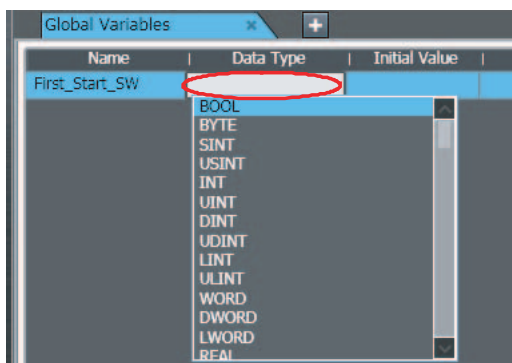 Global Variables × +
Name | Data Type | Initial Value |
First_Start_SW
BOOL
BYTE
SINT
USINT
INT
UINT
DINT
UDINT
LINT
ULINT
WORD
DWORD
LWORD
REAL